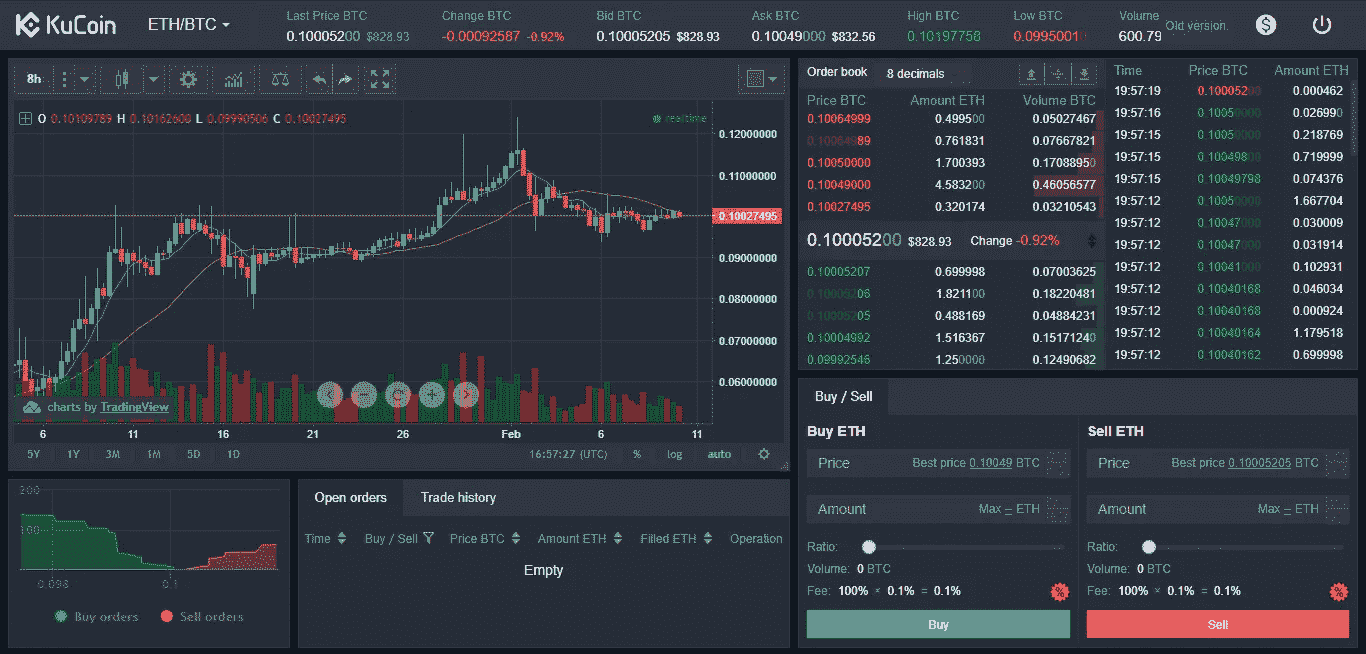 KuCoin ETH/BTC
Last Price BTC Change BTC Bid BTC Ask BTC High BTC Low BTC Volume
0.10005200 $828.93 -0.00092587 -0.92% 0.10005205 $828.93 0.10049000 $832.56 0.10197758 0.0995001 600.79 Old version. $
8h
O 0.10109789 H 0.10162600 L 0.09990506 C 0.10027495
realtime
0.12000000
0.11000000
0.10027495
0.09000000
0.08000000
0.07000000
0.06000000
charts by TradingView
6 11 16 21 26 Feb 6 11
5Y 1Y 3M 1M 5D 1D 16:57:27 (UTC) % log auto
Order book 8 decimals
Price BTC Amount ETH Volume BTC
0.10064999 0.499500 0.05027467
0.10064989 0.761831 0.07667821
0.10050000 1.700393 0.17088950
0.10049000 4.583200 0.46056577
0.10027495 0.320174 0.03210543
0.10005200 $828.93 Change -0.92%
0.10005207 0.699998 0.07003625
0.10005206 1.821100 0.18220481
0.10005205 0.488169 0.04884231
0.10004992 1.516367 0.15171240
0.09992546 1.250000 0.12490682
Time Price BTC Amount ETH
19:57:19 0.10005200 0.000462
19:57:16 0.10050000 0.026990
19:57:15 0.10050000 0.218769
19:57:15 0.10049800 0.719999
19:57:15 0.10049798 0.074376
19:57:12 0.10050000 1.667704
19:57:12 0.10047000 0.030009
19:57:12 0.10047000 0.031914
19:57:12 0.10041000 0.102931
19:57:12 0.10040168 0.046034
19:57:12 0.10040168 0.000924
19:57:12 0.10040164 1.179518
19:57:12 0.10040162 0.699998
200
100
0.098 0.1
Buy orders Sell orders
Open orders Trade history
Time Buy / Sell Price BTC Amount ETH Filled ETH Operation
Empty
Buy / Sell
Buy ETH
Price Best price 0.10049 BTC
Amount Max – ETH
Ratio:
Volume: 0 BTC
Fee: 100% × 0.1% = 0.1% %
Buy
Sell ETH
Price Best price 0.10005205 BTC
Amount Max – ETH
Ratio:
Volume: 0 BTC
Fee: 100% × 0.1% = 0.1% %
Sell